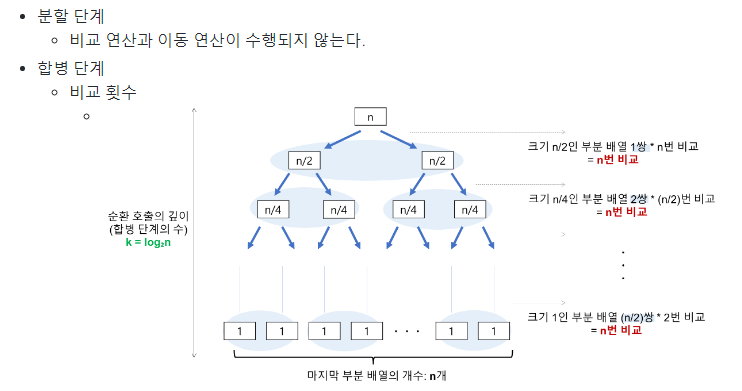 분할 단계
비교 연산과 이동 연산이 수행되지 않는다.
합병 단계
비교 횟수
n
크기 n/2인 부분 배열 1쌍 * n번 비교
= n번 비교
n/2 n/2
크기 n/4인 부분 배열 2쌍 * (n/2)번 비교
= n번 비교
n/4 n/4 n/4 n/4
순환 호출의 깊이
(합병 단계의 수)
k = log₂n
크기 1인 부분 배열 (n/2)쌍 * 2번 비교
= n번 비교
1 1 1 1 · · · 1 1
마지막 부분 배열의 개수: n개